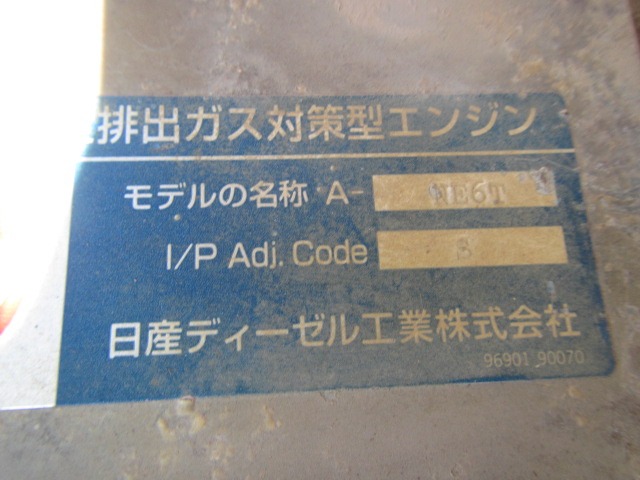 排出ガス対策型エンジン
モデルの名称 A- NE6T
I/P Adj. Code B
日産ディーゼル工業株式会社
96901 90070